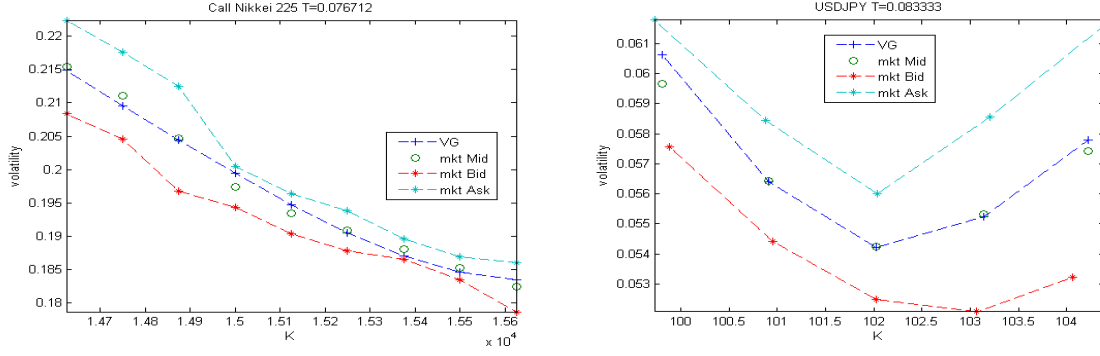 Call Nikkei 225 T=0.076712
0.22
0.215
0.21
0.205
0.2
0.195
0.19
0.185
0.18
volatility
VG
mkt Mid
mkt Bid
mkt Ask
1.47 1.48 1.49 1.5 1.51 1.52 1.53 1.54 1.55 1.56
K
x 10^4
USDJPY T=0.083333
0.061
0.06
0.059
0.058
0.057
0.056
0.055
0.054
0.053
volatility
VG
mkt Mid
mkt Bid
mkt Ask
100 100.5 101 101.5 102 102.5 103 103.5 104
K